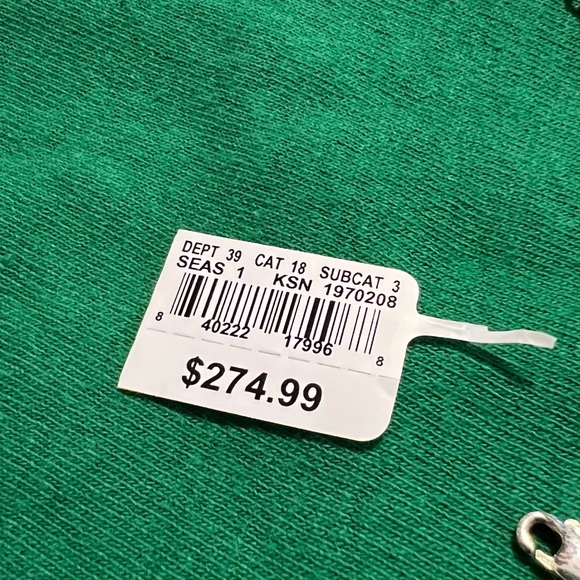 DEPT 39 CAT 18 SUBCAT 3
SEAS 1 KSN 1970208
8 40222 17996 8
$274.99